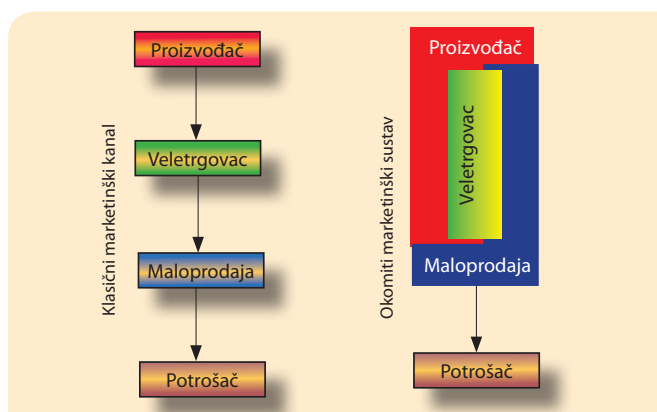 Klasični marketinški kanal
Proizvođač
Veletrgovac
Maloprodaja
Potrošač
Okomiti marketinški sustav
Proizvođač
Veletrgovac
Maloprodaja
Potrošač